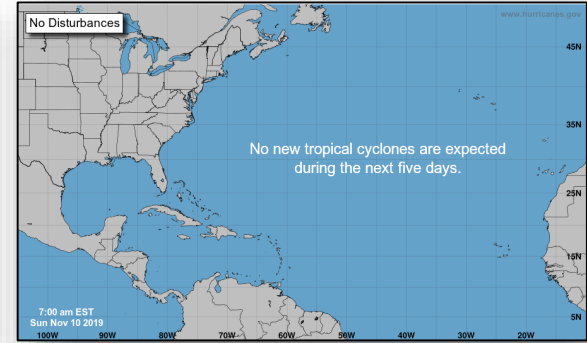 No Disturbances
www.hurricanes.gov
45N
35N
No new tropical cyclones are expected
during the next five days.
25N
15N
7:00 am EST
Sun Nov 10 2019
5N
100W 90W 80W 70W 60W 50W 40W 30W 20W